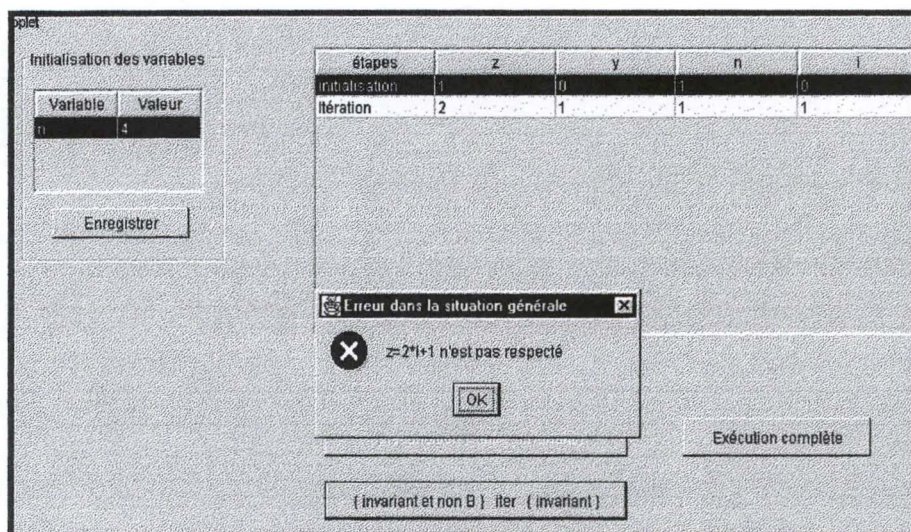 pplet
Initialisation des variables
Variable Valeur
n 4
Enregistrer
étapes z y n i
initialisation 1 0 1 0
Itération 2 1 1 1
Erreur dans la situation générale
z=2*i+1 n'est pas respecté
OK
Exécution complète
{ invariant et non B } iter { invariant }